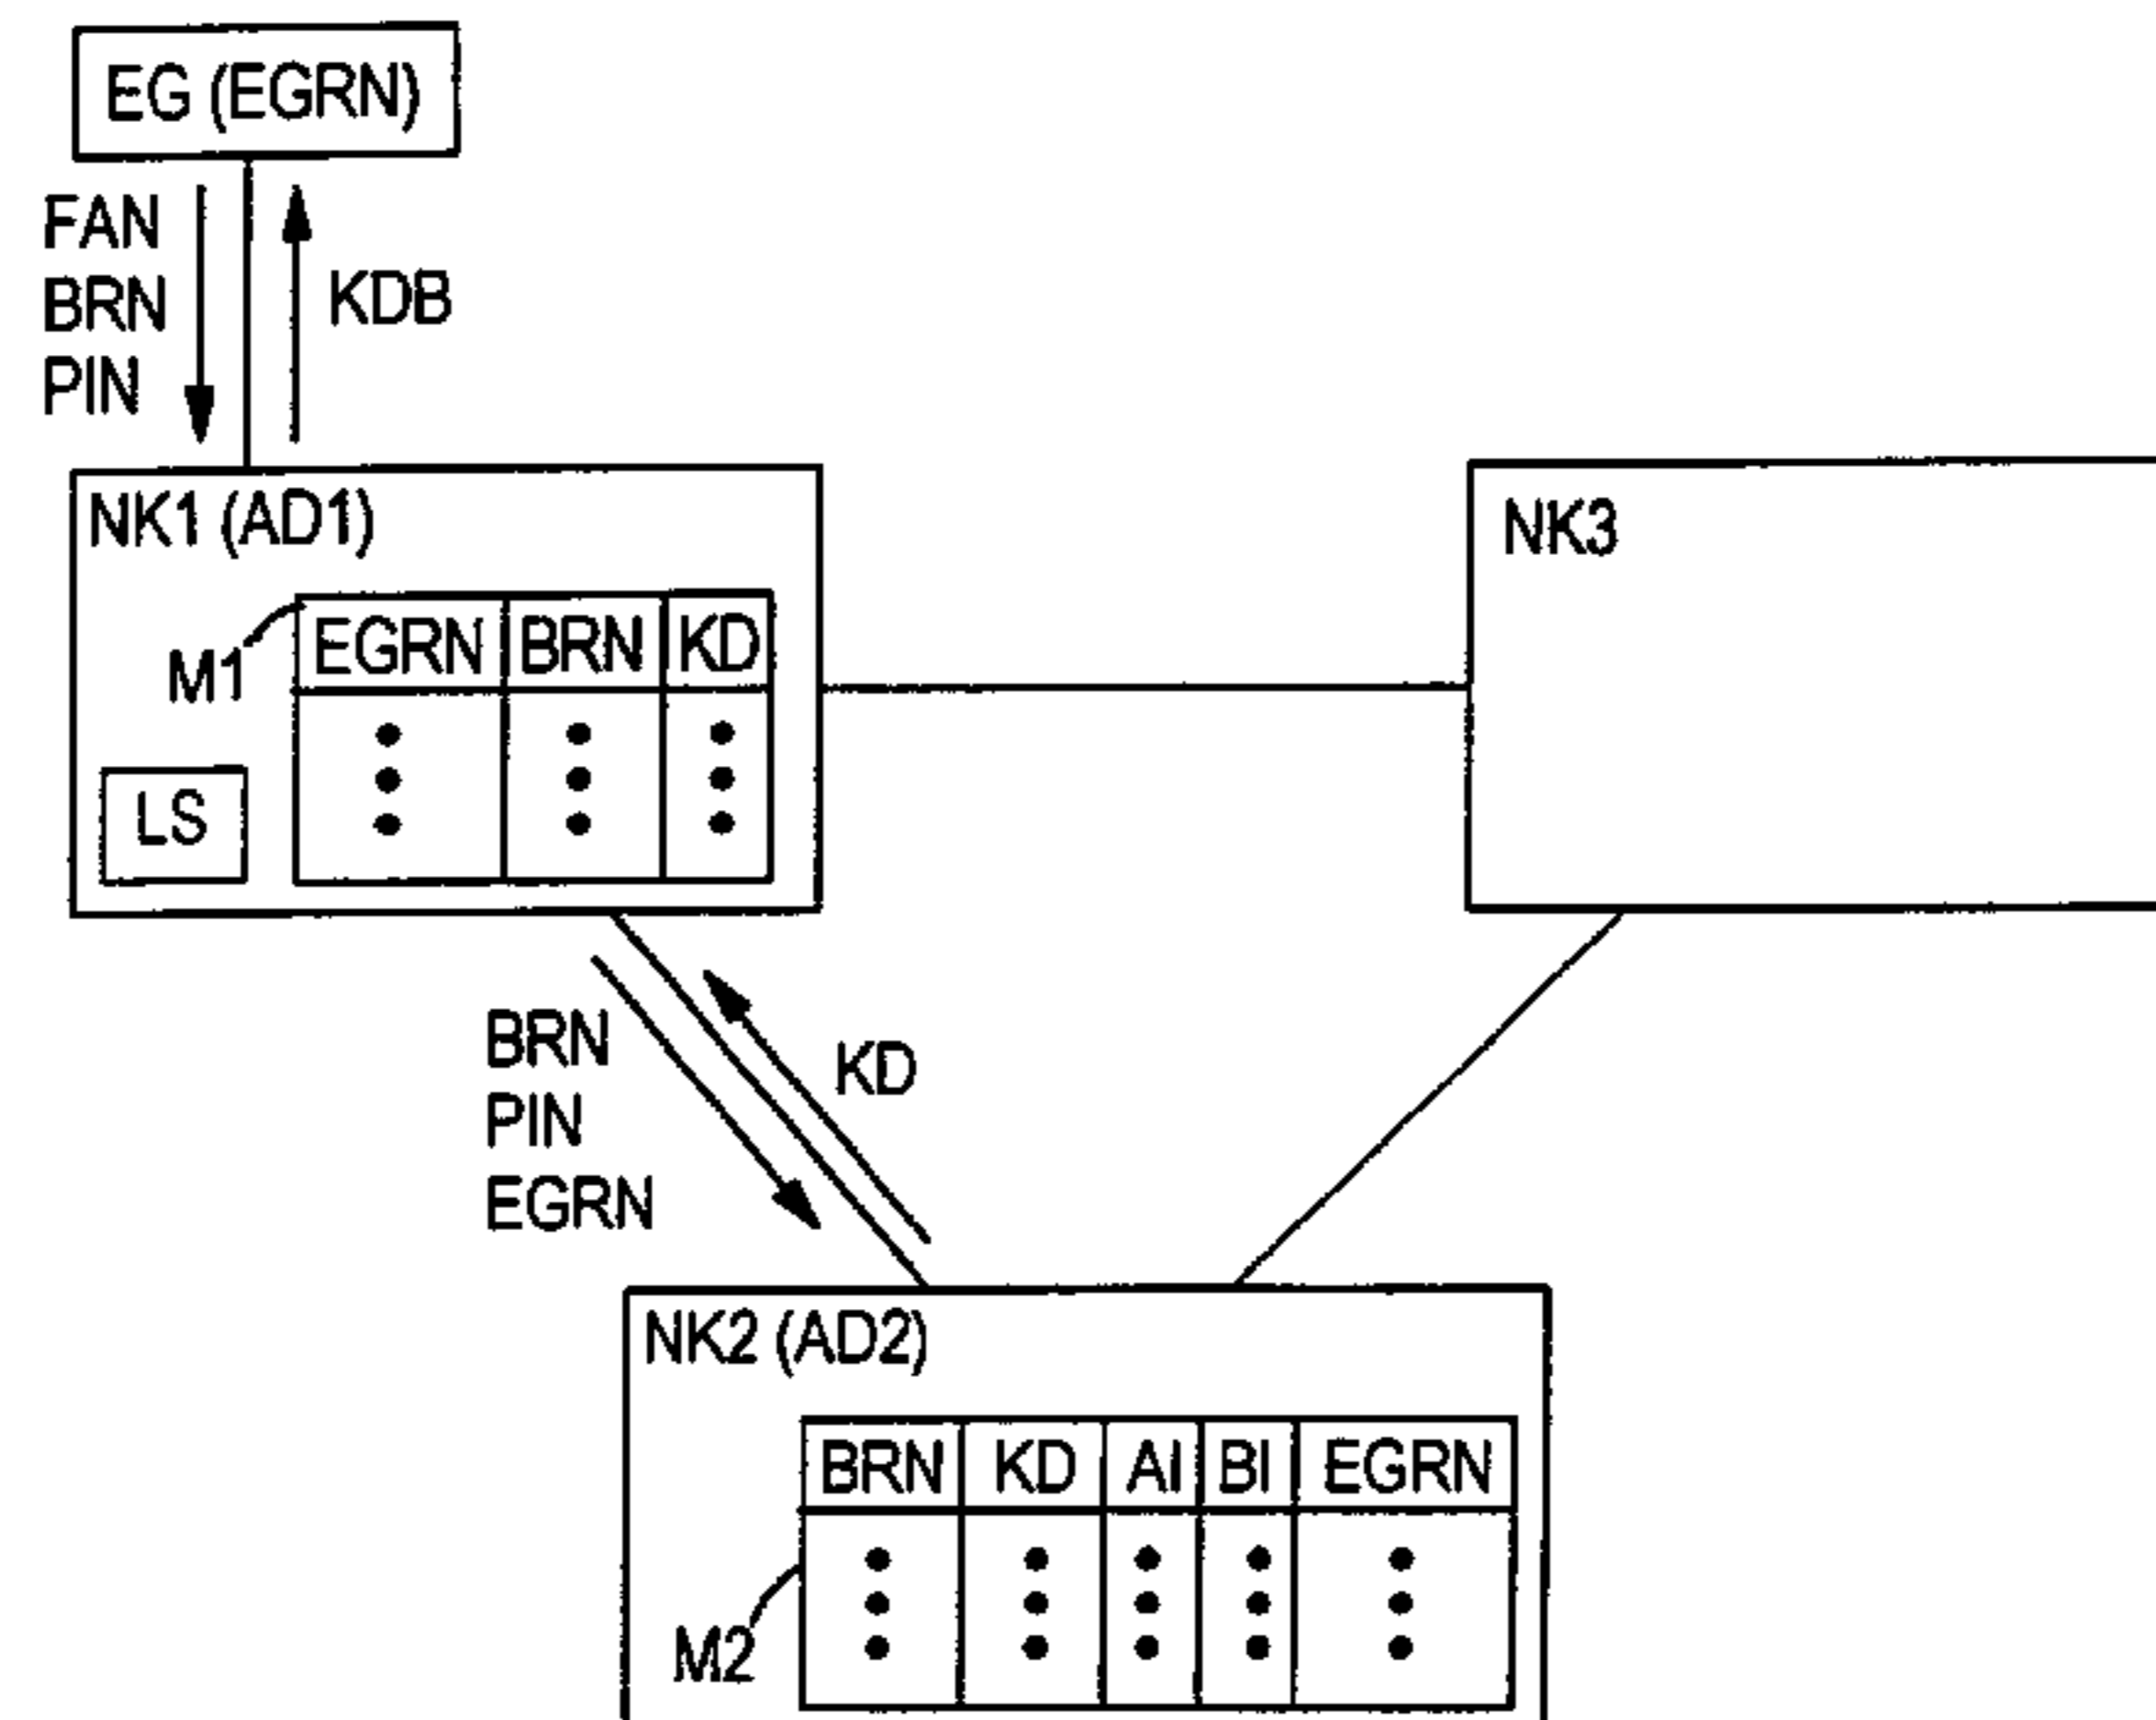 EG (EGRN)
FAN
BRN
PIN
KDB
NK1 (AD1)
M1
EGRN BRN KD
LS
NK3
BRN
PIN
EGRN
KD
NK2 (AD2)
BRN KD AI BI EGRN
M2